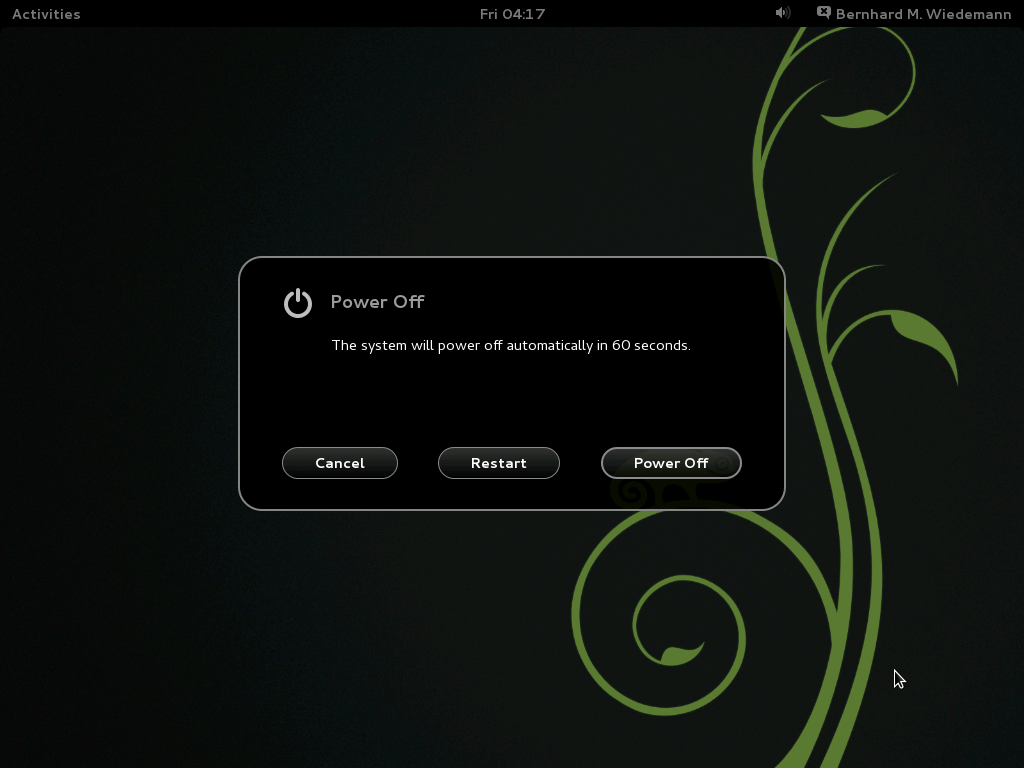 Activities Fri 04:17 Bernhard M. Wiedemann
Power Off
The system will power off automatically in 60 seconds.
Cancel Restart Power Off